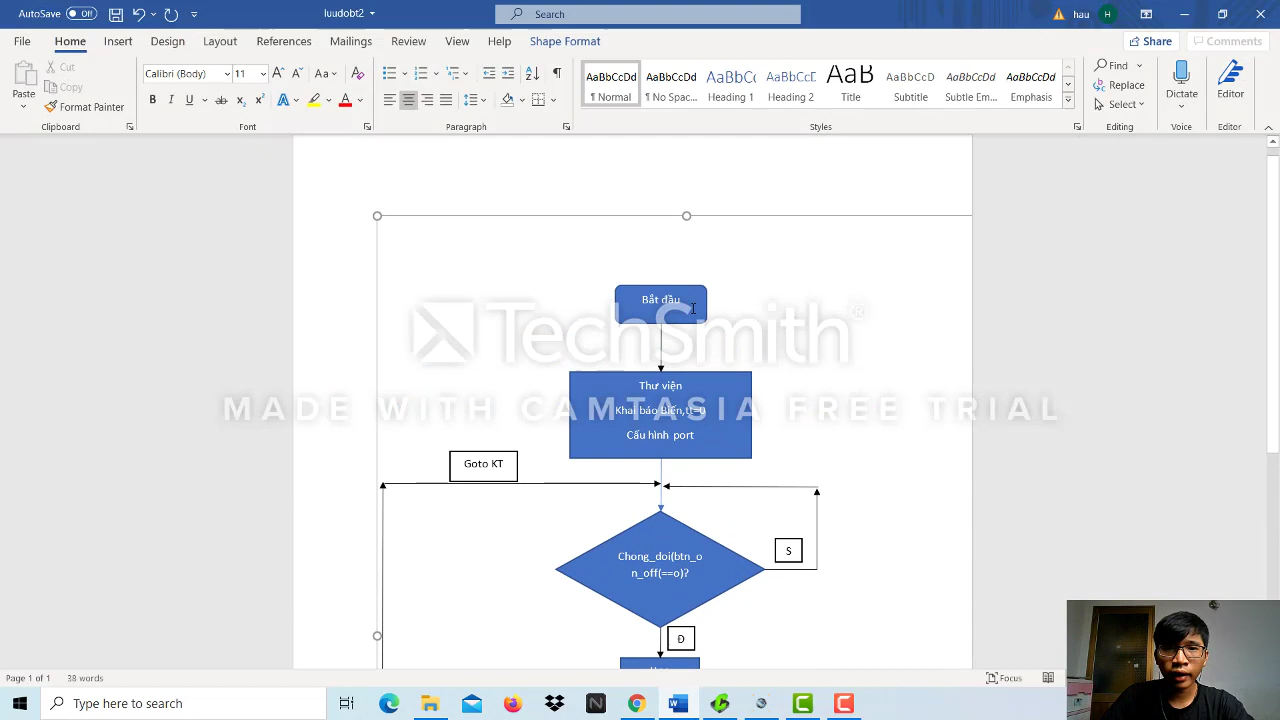 AutoSave Off luudobt2 Search hau H
File Home Insert Design Layout References Mailings Review View Help Shape Format Share Comments
Paste Cut Copy Format Painter
Calibri (Body) 11
AaBbCcDd AaBbCcDd AaBbCc AaBbCcD AaB AaBbCcD AaBbCcDd AaBbCcDd
¶ Normal ¶ No Spac... Heading 1 Heading 2 Title Subtitle Subtle Em... Emphasis
Find Replace Select Dictate Editor
Clipboard Font Paragraph Styles Editing Voice Editor
Bắt đầu
TechSmith
MADE WITH CAMTASIA FREE TRIAL
Thư viện
Khai báo Biến,tt=0
Cấu hình port
Goto KT
Chong_doi(btn_o
n_off(==o)?
S
Đ
Page 1 of 1 38 words Focus
Type here to search